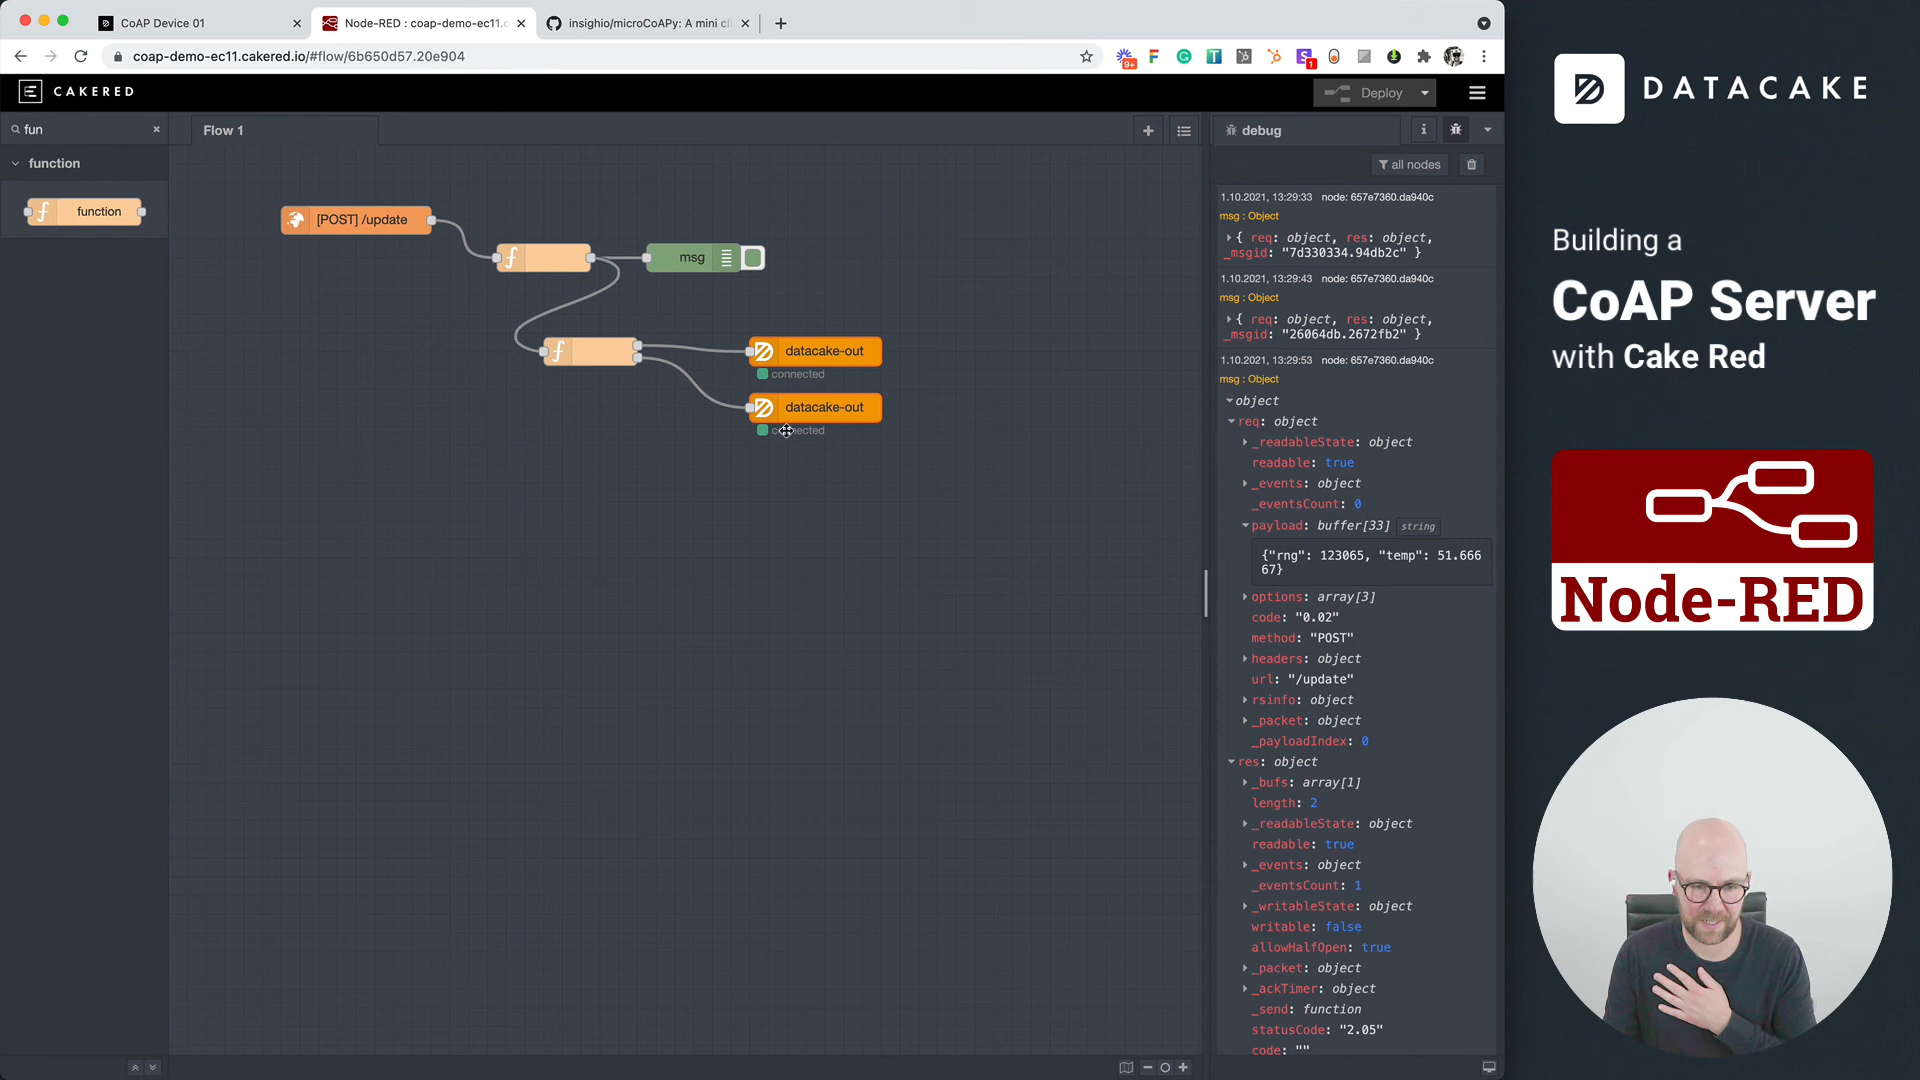 CoAP Device 01
Node-RED : coap-demo-ec11.c
insighio/microCoAPy: A mini cli
coap-demo-ec11.cakered.io/#flow/6b650d57.20e904
9+
1
CAKERED
Deploy
fun
Flow 1
debug
function
all nodes
function
[POST] /update
msg
datacake-out
connected
datacake-out
1.10.2021, 13:29:33 node: 657e7360.da940c
msg : Object
{ req: object, res: object,
_msgid: "7d330334.94db2c" }
1.10.2021, 13:29:43 node: 657e7360.da940c
msg : Object
{ req: object, res: object,
_msgid: "26064db.2672fb2" }
1.10.2021, 13:29:53 node: 657e7360.da940c
msg : Object
object
req: object
_readableState: object
readable: true
_events: object
_eventsCount: 0
payload: buffer[33] string
{"rng": 123065, "temp": 51.666
67}
options: array[3]
code: "0.02"
method: "POST"
headers: object
url: "/update"
rsinfo: object
_packet: object
_payloadIndex: 0
res: object
_bufs: array[1]
length: 2
_readableState: object
readable: true
_events: object
_eventsCount: 1
_writableState: object
writable: false
allowHalfOpen: true
_packet: object
_ackTimer: object
_send: function
statusCode: "2.05"
code: ""
DATACAKE
Building a
CoAP Server
with Cake Red
Node-RED